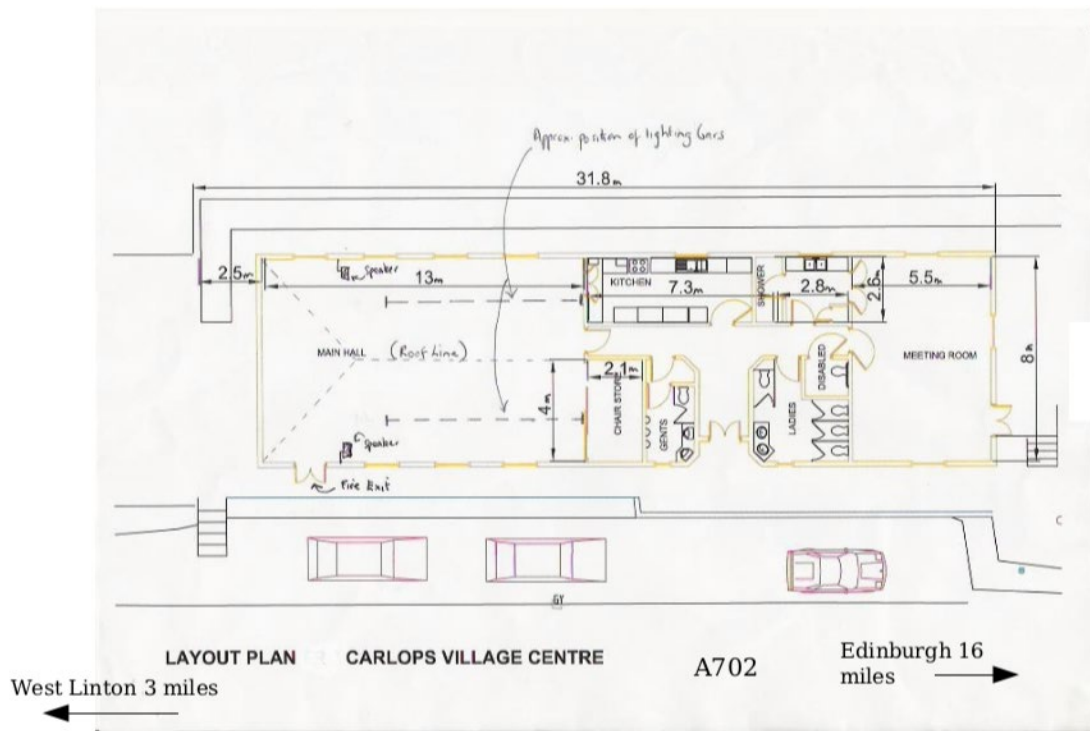 Approx. position of lighting bars
31.8m
2.5m
Speaker
13m
KITCHEN
7.3m
SHOWER
2.8m
2.6m
5.5m
MAIN HALL
(Roof Line)
2.1m
DISABLED
MEETING ROOM
8m
4m
CHAIR STORE
GENTS
LADIES
Speaker
Fire Exit
GY
LAYOUT PLAN CARLOPS VILLAGE CENTRE
A702
Edinburgh 16
miles
West Linton 3 miles